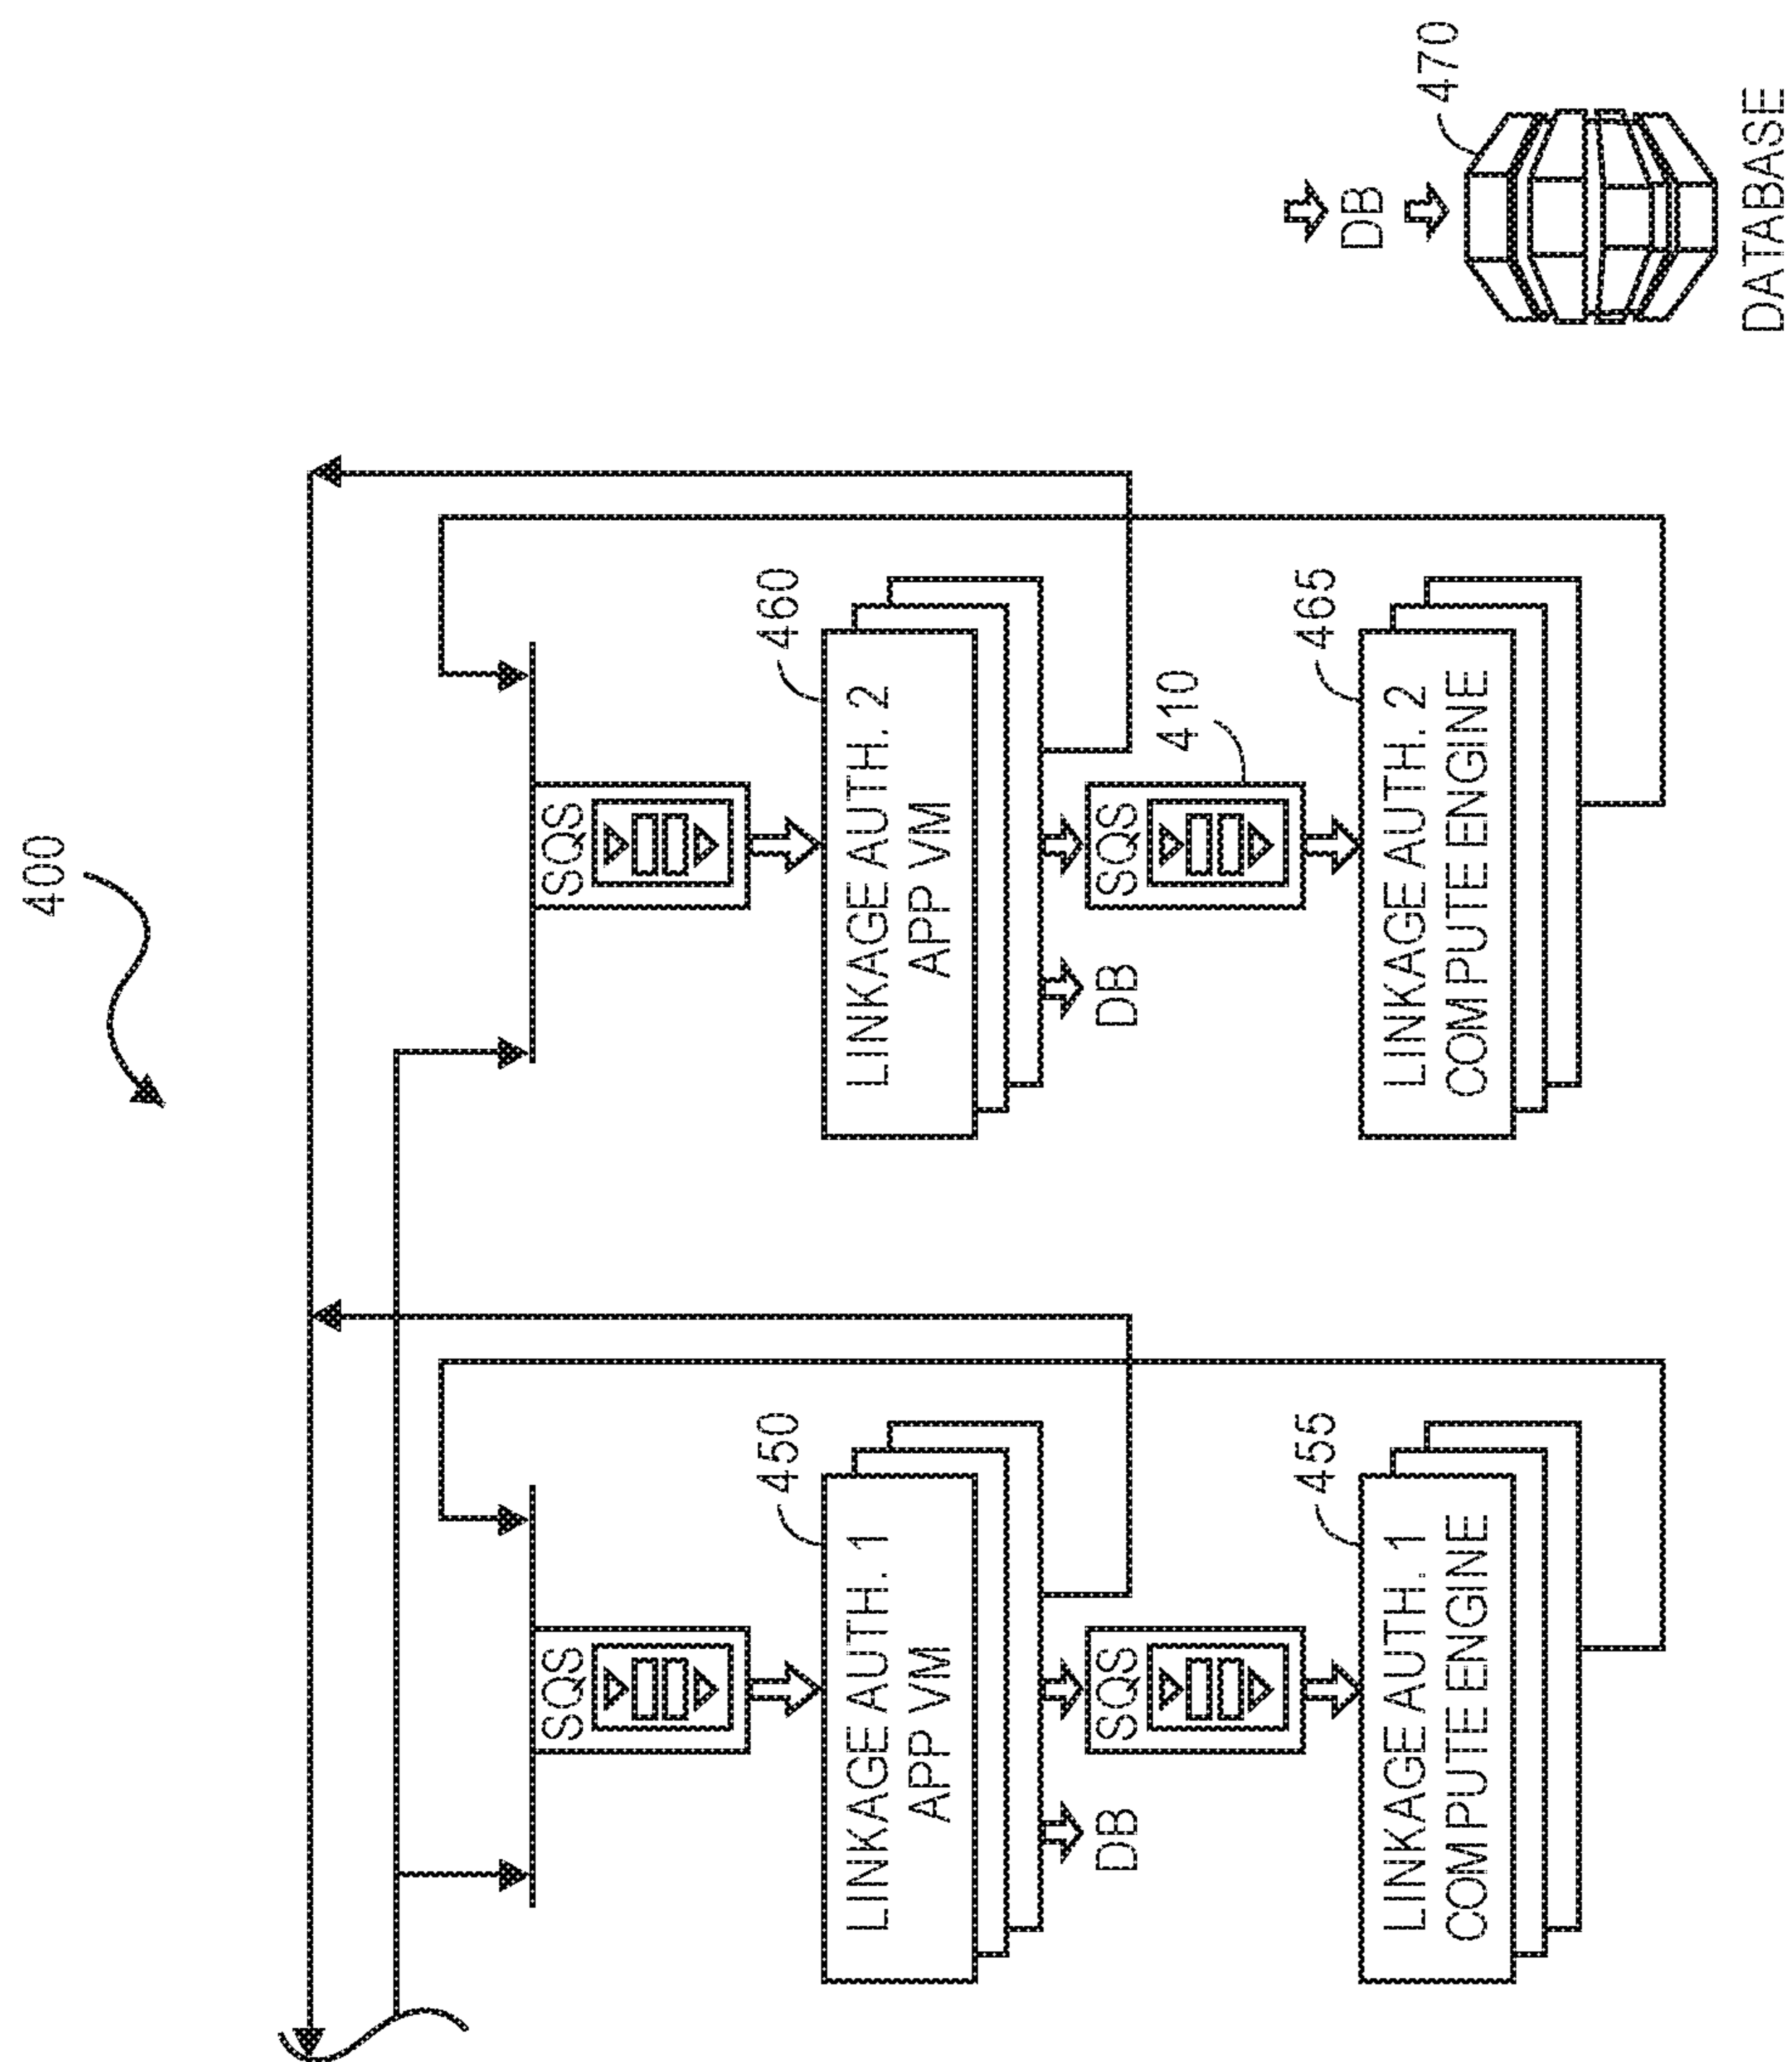 400
SQS
SQS
450
460
LINKAGE AUTH. 1
APP VM
LINKAGE AUTH. 2
APP VM
DB
SQS
DB
SQS
410
DB
455
465
470
LINKAGE AUTH. 1
COMPUTE ENGINE
LINKAGE AUTH. 2
COMPUTE ENGINE
DATABASE